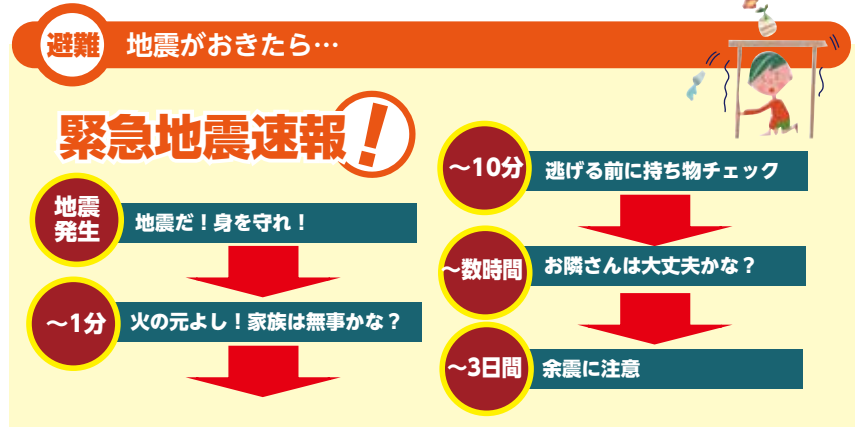 避難
地震がおきたら…
緊急地震速報!
地震
発生
地震だ!身を守れ!
〜1分
火の元よし!家族は無事かな?
〜10分
逃げる前に持ち物チェック
〜数時間
お隣さんは大丈夫かな?
〜3日間
余震に注意